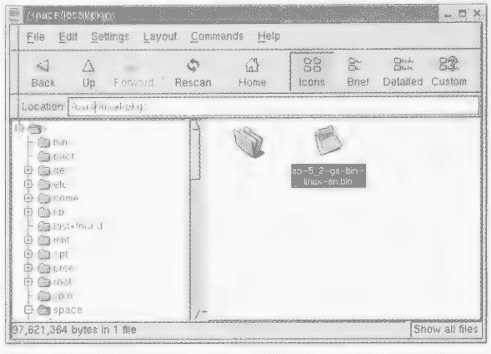 File Edit Settings Layout Commands Help
Back Up Forward Rescan Home Icons Brief Detailed Custom
Location:
bin
boot
dev
etc
home
lib
lost+found
mnt
opt
proc
root
sbin
space
so-5_2-ga-bin-
linux-en.bin
97,621,364 bytes in 1 file
Show all files